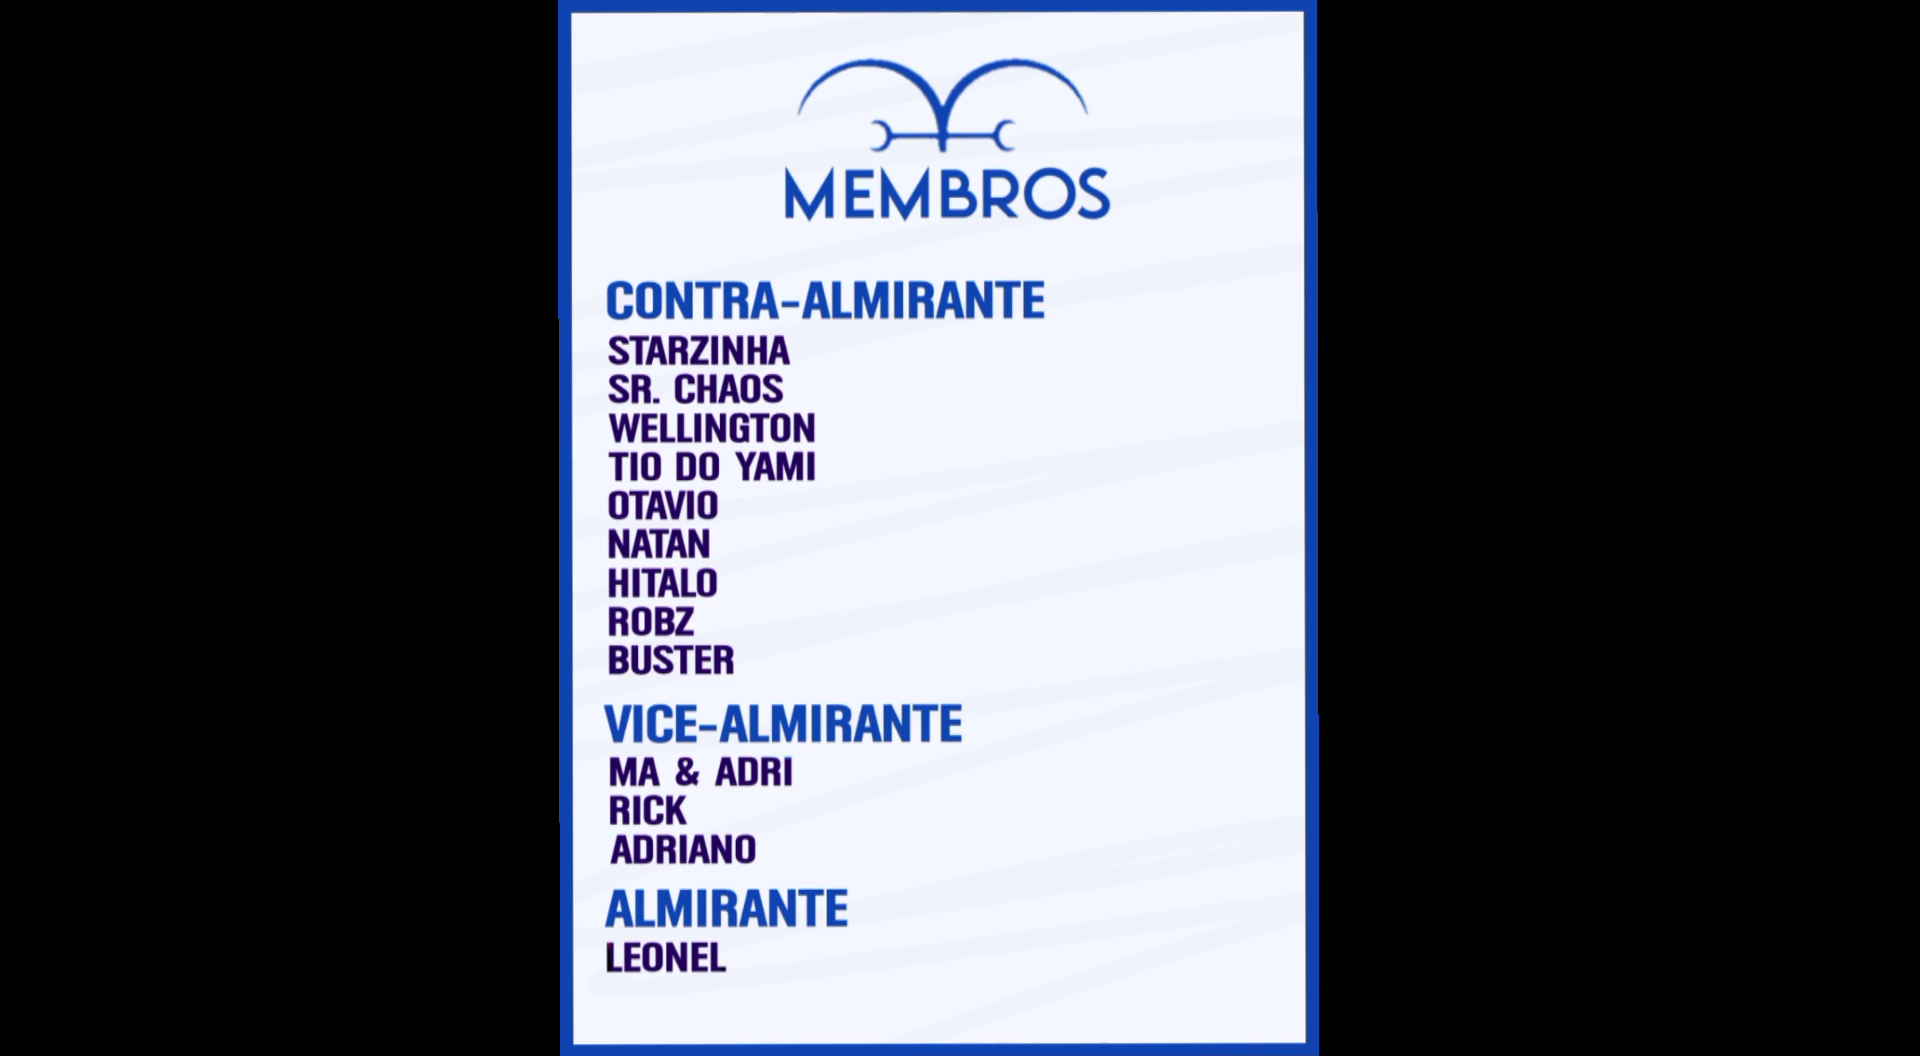 MEMBROS
CONTRA-ALMIRANTE
STARZINHA
SR. CHAOS
WELLINGTON
TIO DO YAMI
OTAVIO
NATAN
HITALO
ROBZ
BUSTER
VICE-ALMIRANTE
MA & ADRI
RICK
ADRIANO
ALMIRANTE
LEONEL